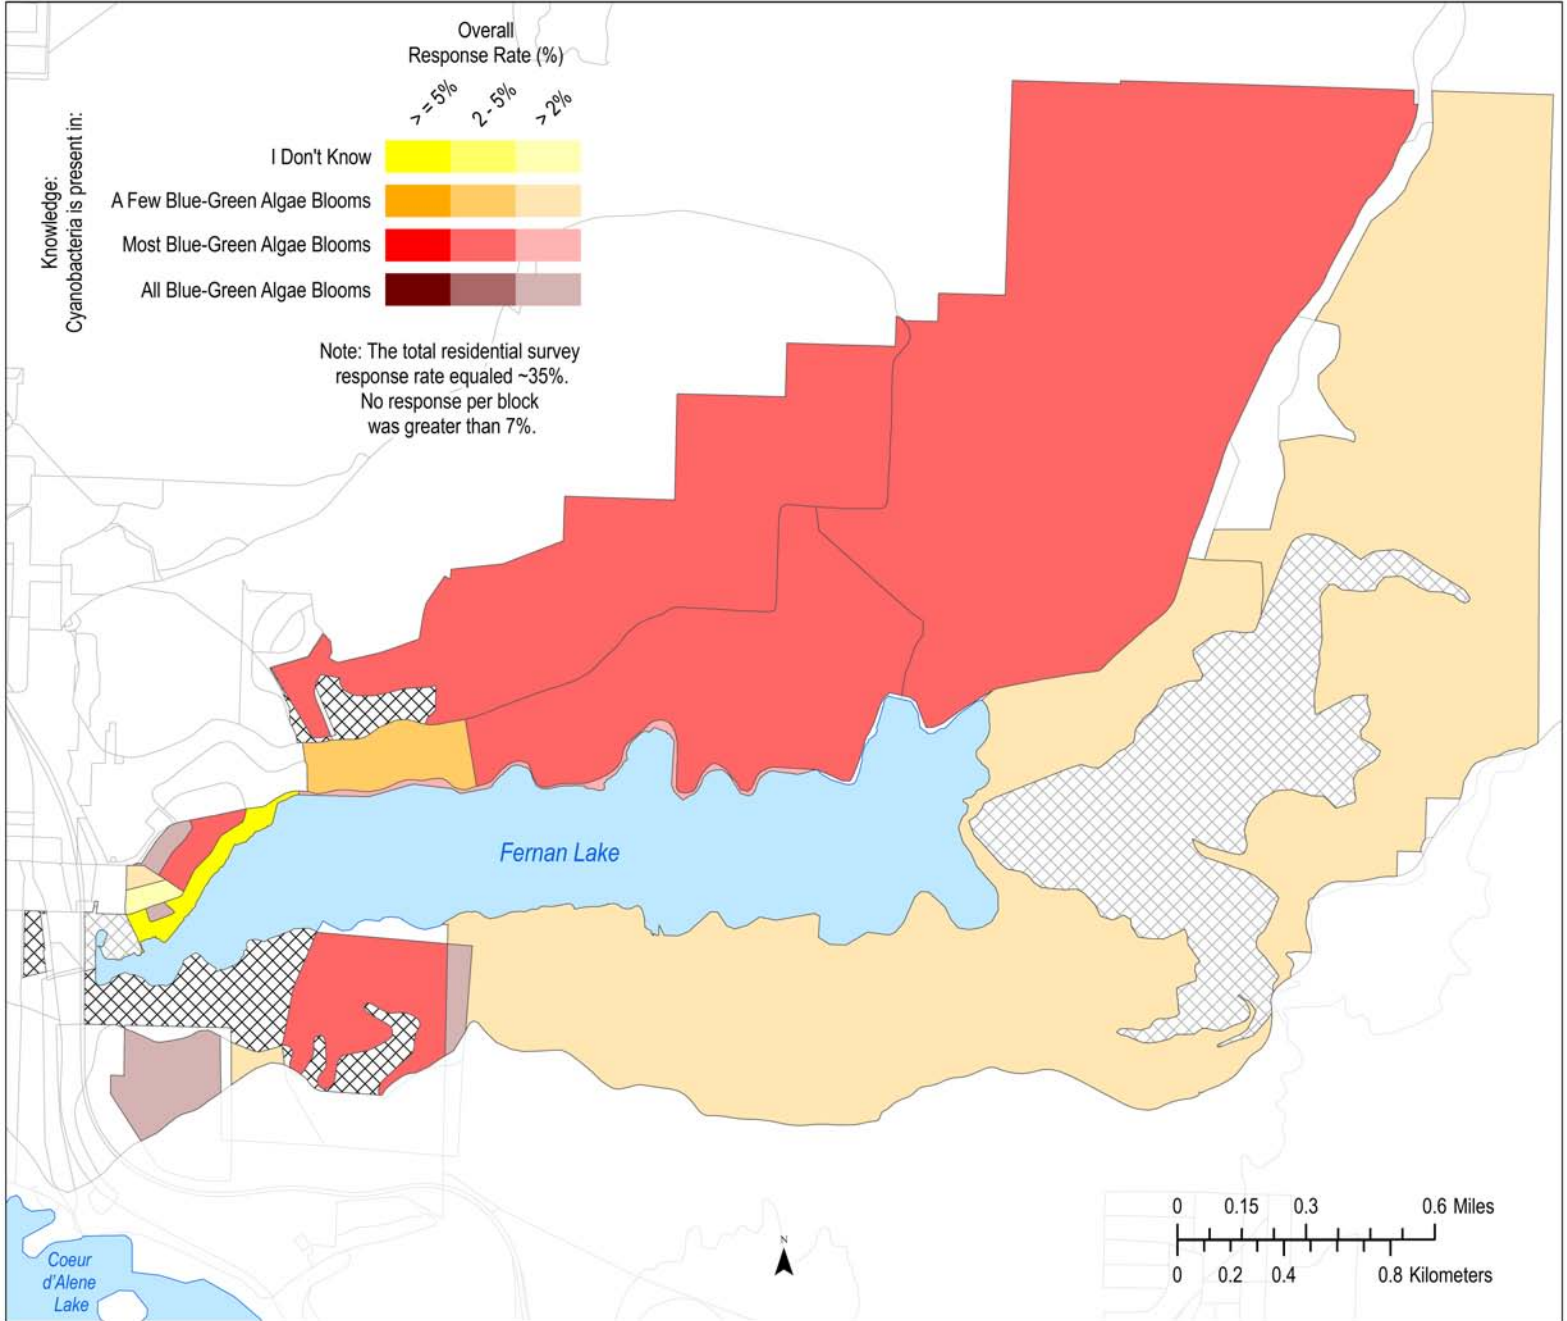 Overall
Response Rate (%)
> = 5%
2 - 5%
> 2%
Knowledge:
Cyanobacteria is present in:
I Don't Know
A Few Blue-Green Algae Blooms
Most Blue-Green Algae Blooms
All Blue-Green Algae Blooms
Note: The total residential survey
response rate equaled ~35%.
No response per block
was greater than 7%.
Fernan Lake
Coeur
d'Alene
Lake
N
0 0.15 0.3 0.6 Miles
0 0.2 0.4 0.8 Kilometers